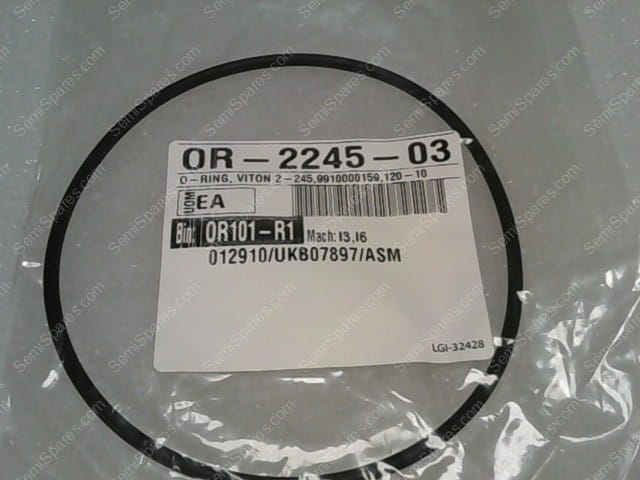 OR-2245-03
O-RING, VITON 2-245,9910000159,120-10
UOM EA
Bin: OR101-R1 Mach: I3,I6
012910/UKB07897/ASM
LGI-32428
SemiSpares.com